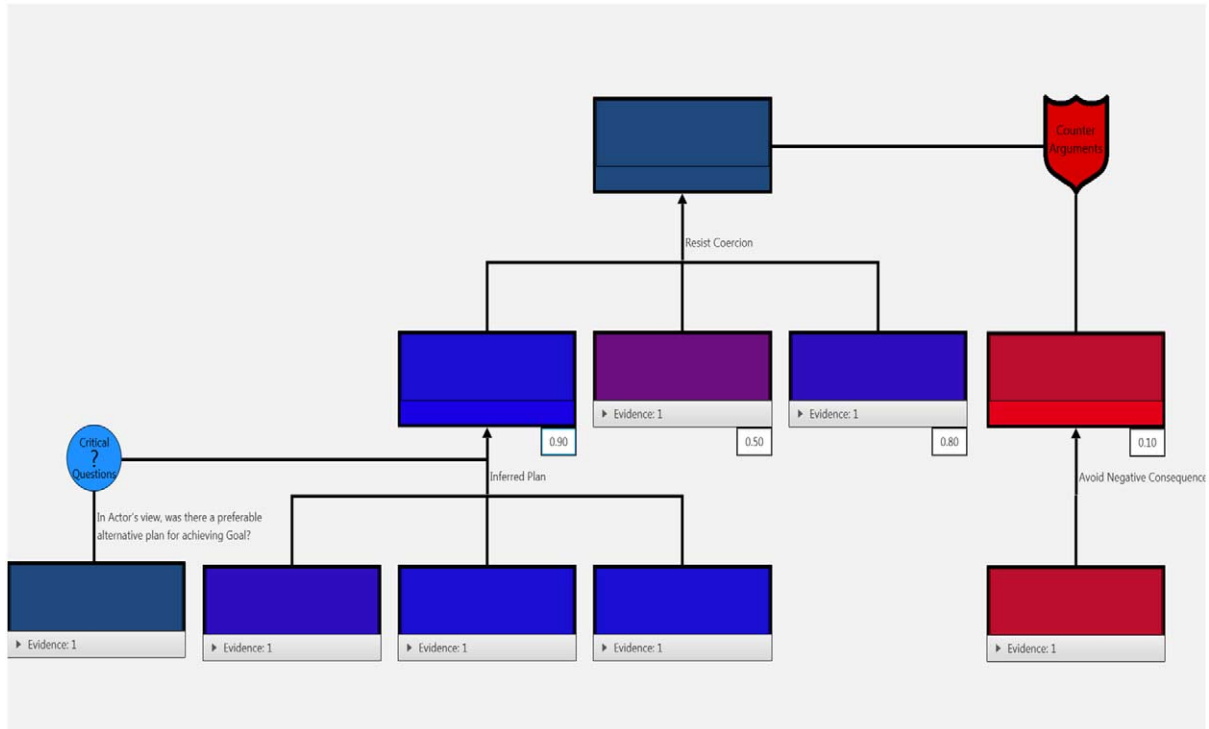 Counter
Arguments
Resist Coercion
▶ Evidence: 1
▶ Evidence: 1
0.90
0.50
0.80
0.10
Critical
?
Questions
Inferred Plan
Avoid Negative Consequence
In Actor's view, was there a preferable
alternative plan for achieving Goal?
▶ Evidence: 1
▶ Evidence: 1
▶ Evidence: 1
▶ Evidence: 1
▶ Evidence: 1